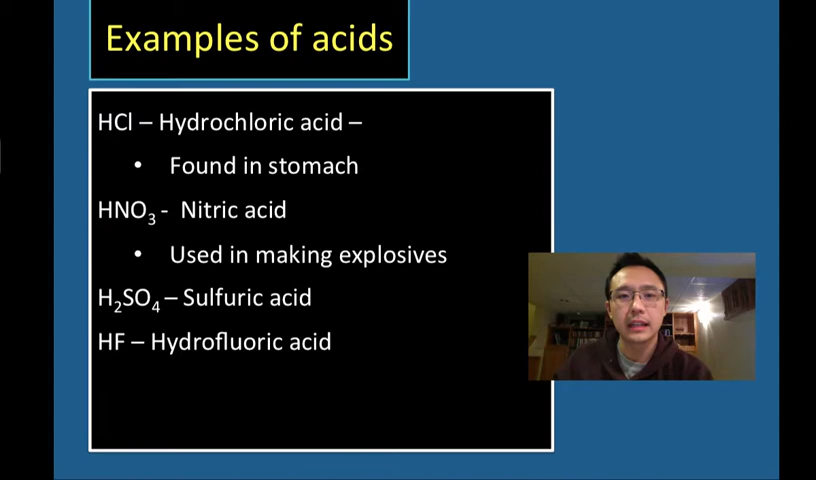 Examples of acids
HCl – Hydrochloric acid –
• Found in stomach
HNO₃ - Nitric acid
• Used in making explosives
H₂SO₄ – Sulfuric acid
HF – Hydrofluoric acid